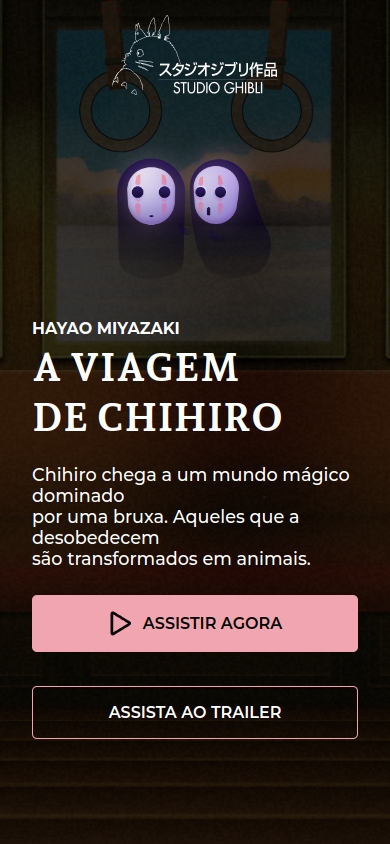 スタジオジブリ作品
STUDIO GHIBLI
HAYAO MIYAZAKI
A VIAGEM
DE CHIHIRO
Chihiro chega a um mundo mágico
dominado
por uma bruxa. Aqueles que a
desobedecem
são transformados em animais.
ASSISTIR AGORA
ASSISTA AO TRAILER